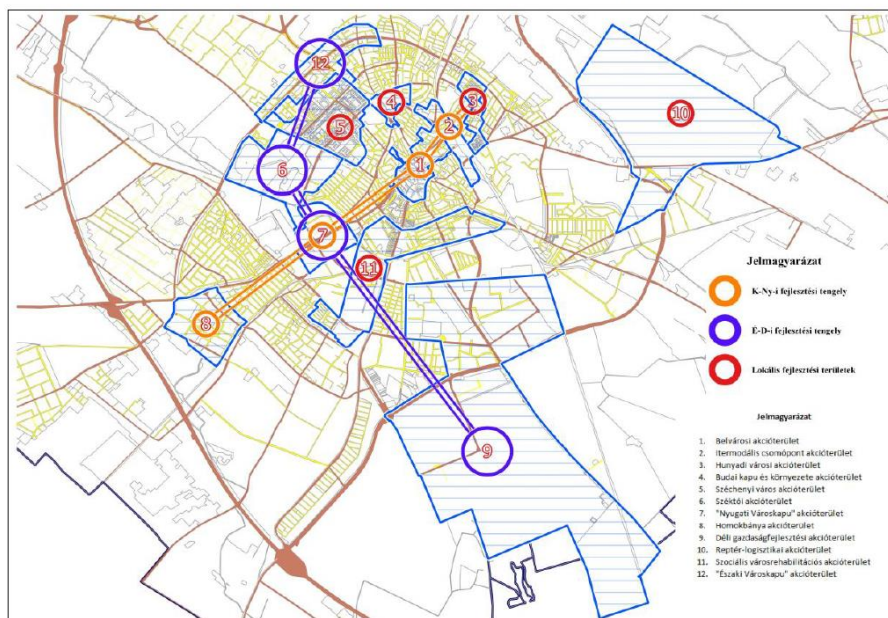 12
4
3
5
2
10
1
6
7
11
8
9
Jelmagyarázat
K-Ny-i fejlesztési tengely
É-D-i fejlesztési tengely
Lokális fejlesztési területek
Jelmagyarázat
1. Belvárosi akcióterület
2. Itermodális csomópont akcióterület
3. Hunyadi városi akcióterület
4. Budai kapu és környezete akcióterület
5. Széchenyi város akcióterület
6. Széktói akcióterület
7. "Nyugati Városkapu" akcióterület
8. Homokbánya akcióterület
9. Déli gazdaságfejlesztési akcióterület
10. Reptér-logisztikai akcióterület
11. Szociális városrehabilitációs akcióterület
12. "Északi Városkapu" akcióterület